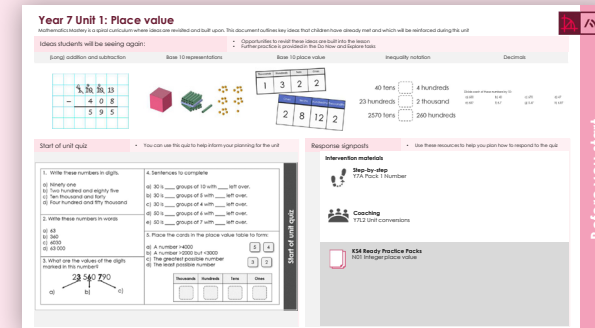 Year 7 Unit 1: Place value
Mathematics Mastery is a spiral curriculum where ideas are revisited and built upon. This document outlines key ideas that children have already met and which will be reinforced during this unit
Ideas students will be seeing again:
• Opportunities to revisit these ideas are built into the lesson
• Further practice is provided in the Do Now and Explore tasks
(Long) addition and subtraction
Base 10 representations
Base 10 place value
Inequality notation
Decimals
− 4 0 8
5 9 5
Thousands Hundreds Tens Ones
1 3 2 2
2 8 12 2
40 tens 4 hundreds
23 hundreds 2 thousand
2570 tens 260 hundreds
Start of unit quiz
• You can use this quiz to help inform your planning for the unit
1. Write these numbers in digits.
a) Ninety one
b) Two hundred and eighty five
c) Ten thousand and forty
d) Four hundred and fifty thousand
2. Write these numbers in words
a) 63
b) 360
c) 6030
d) 63 000
3. What are the values of the digits
marked in this number?
23 560 790
a) b) c)
4. Sentences to complete
a) 30 is ___ groups of 10 with ___ left over.
b) 30 is ___ groups of 5 with ___ left over.
c) 30 is ___ groups of 4 with ___ left over.
d) 50 is ___ groups of 6 with ___ left over.
e) 50 is ___ groups of 7 with ___ left over.
5. Place the cards in the place value table to form:
a) A number >4000
b) A number >2000 but <3000
c) The greatest possible number
d) The least possible number
5 4
3 2
Thousands Hundreds Tens Ones
Start of unit quiz
Response signposts
• Use these resources to help you plan how to respond to the quiz
Intervention materials
Step-by-step
Y7A Pack 1 Number
Coaching
Y7L2 Unit conversions
KS4 Ready Practice Packs
N01 Integer place value
Before you start